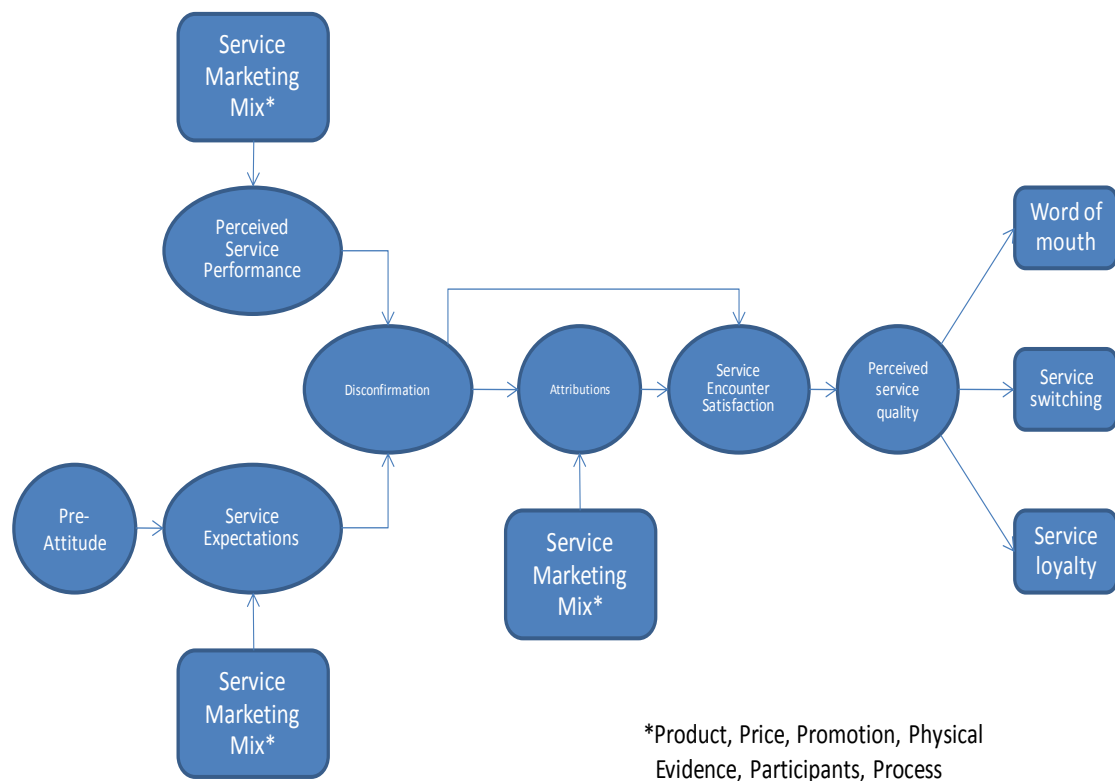 Service
Marketing
Mix*
Perceived
Service
Performance
Word of
mouth
Disconfirmation
Attributions
Service
Encounter
Satisfaction
Perceived
service
quality
Service
switching
Pre-
Attitude
Service
Expectations
Service
Marketing
Mix*
Service
loyalty
Service
Marketing
Mix*
*Product, Price, Promotion, Physical
Evidence, Participants, Process